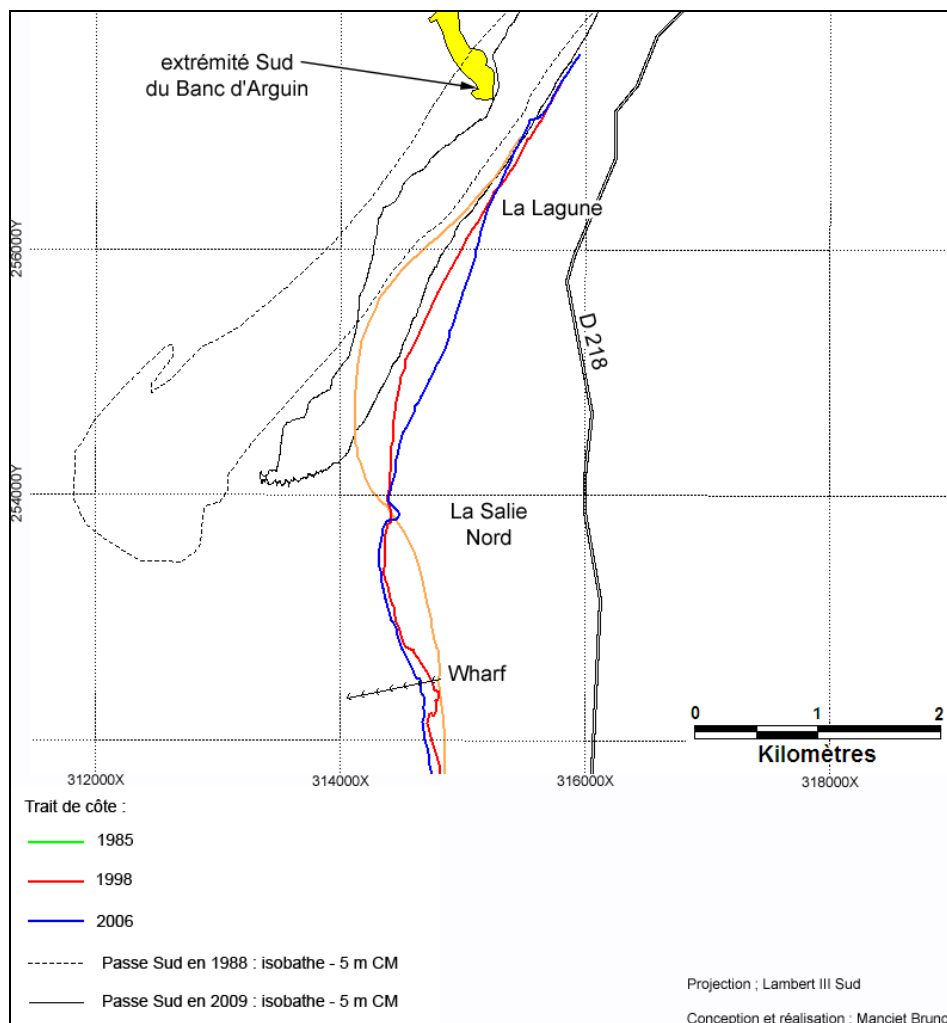 extrémité Sud
du Banc d'Arguin
La Lagune
256000Y
D 218
254000Y
La Salie
Nord
Wharf
0 1 2
Kilomètres
312000X 314000X 316000X 318000X
Trait de côte :
1985
1998
2006
Passe Sud en 1988 : isobathe - 5 m CM
Passe Sud en 2009 : isobathe - 5 m CM
Projection ; Lambert III Sud
Conception et réalisation : Manciet Bruno